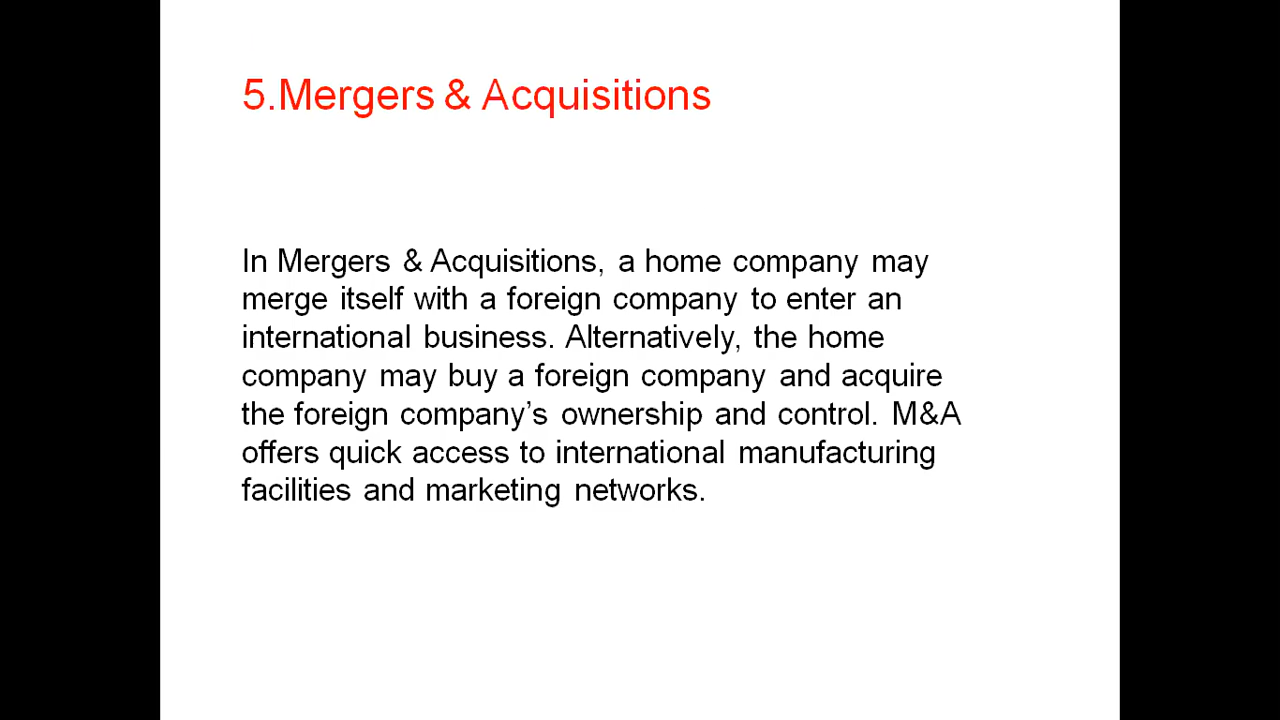 5.Mergers & Acquisitions
In Mergers & Acquisitions, a home company may
merge itself with a foreign company to enter an
international business. Alternatively, the home
company may buy a foreign company and acquire
the foreign company’s ownership and control. M&A
offers quick access to international manufacturing
facilities and marketing networks.